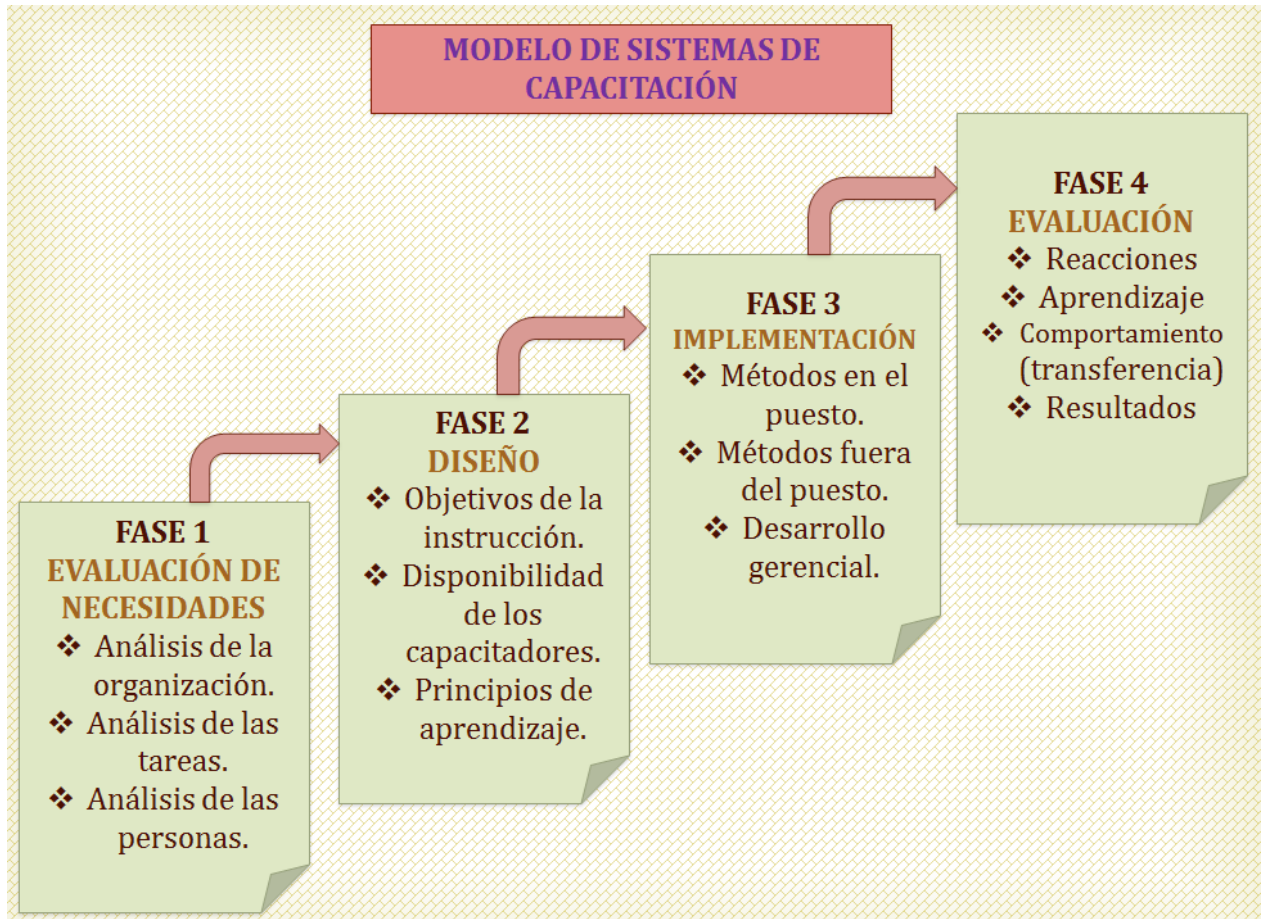 MODELO DE SISTEMAS DE
CAPACITACIÓN
FASE 1
EVALUACIÓN DE
NECESIDADES
❖ Análisis de la
organización.
❖ Análisis de las
tareas.
❖ Análisis de las
personas.
FASE 2
DISEÑO
❖ Objetivos de la
instrucción.
❖ Disponibilidad
de los
capacitadores.
❖ Principios de
aprendizaje.
FASE 3
IMPLEMENTACIÓN
❖ Métodos en el
puesto.
❖ Métodos fuera
del puesto.
❖ Desarrollo
gerencial.
FASE 4
EVALUACIÓN
❖ Reacciones
❖ Aprendizaje
❖ Comportamiento
(transferencia)
❖ Resultados